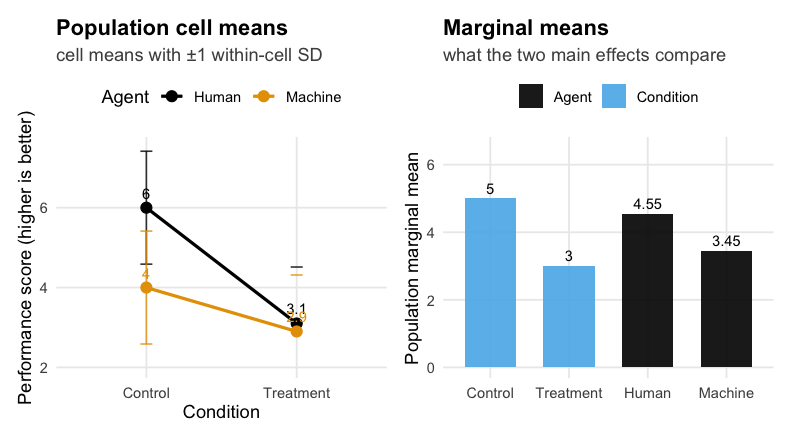 Population cell means
cell means with ±1 within-cell SD
Agent Human Machine
Performance score (higher is better)
6
4
2
6
4
3.1
2.9
Control Treatment
Condition
Marginal means
what the two main effects compare
Agent Condition
Population marginal mean
6
4
2
0
5
3
4.55
3.45
Control Treatment Human Machine